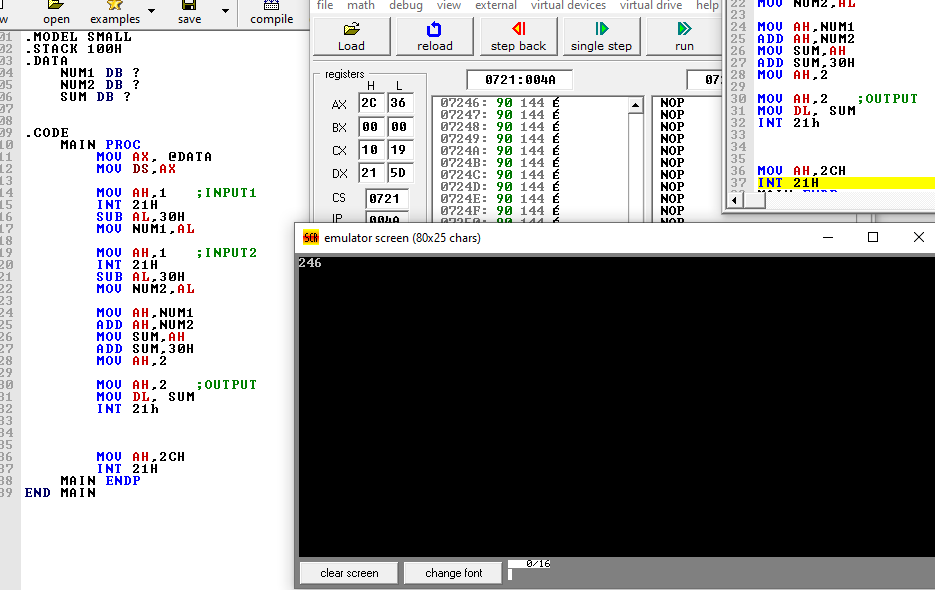 w open examples save compile
01 .MODEL SMALL
02 .STACK 100H
03 .DATA
04 NUM1 DB ?
05 NUM2 DB ?
06 SUM DB ?
07
08
09 .CODE
10 MAIN PROC
11 MOV AX, @DATA
12 MOV DS,AX
13
14 MOV AH,1 ;INPUT1
15 INT 21H
16 SUB AL,30H
17 MOV NUM1,AL
18
19 MOV AH,1 ;INPUT2
20 INT 21H
21 SUB AL,30H
22 MOV NUM2,AL
23
24 MOV AH,NUM1
25 ADD AH,NUM2
26 MOV SUM,AH
27 ADD SUM,30H
28 MOV AH,2
29
30 MOV AH,2 ;OUTPUT
31 MOV DL, SUM
32 INT 21h
33
34
35
36 MOV AH,2CH
37 INT 21H
38 MAIN ENDP
39 END MAIN
file math debug view external virtual devices virtual drive help
Load reload step back single step run
registers
H L
AX 2C 36
BX 00 00
CX 10 19
DX 21 5D
CS 0721
IP 004A
0721:004A
072
07246: 90 144 É
07247: 90 144 É
07248: 90 144 É
07249: 90 144 É
0724A: 90 144 É
0724B: 90 144 É
0724C: 90 144 É
0724D: 90 144 É
0724E: 90 144 É
0724F: 90 144 É
07250: 90 144 É
NOP
NOP
NOP
NOP
NOP
NOP
NOP
NOP
NOP
NOP
NOP
22 MOV NUM2,AL
23
24 MOV AH,NUM1
25 ADD AH,NUM2
26 MOV SUM,AH
27 ADD SUM,30H
28 MOV AH,2
29
30 MOV AH,2 ;OUTPUT
31 MOV DL, SUM
32 INT 21h
33
34
35
36 MOV AH,2CH
37 INT 21H
38 MAIN ENDP
SCR emulator screen (80x25 chars)
246
clear screen change font 0/16